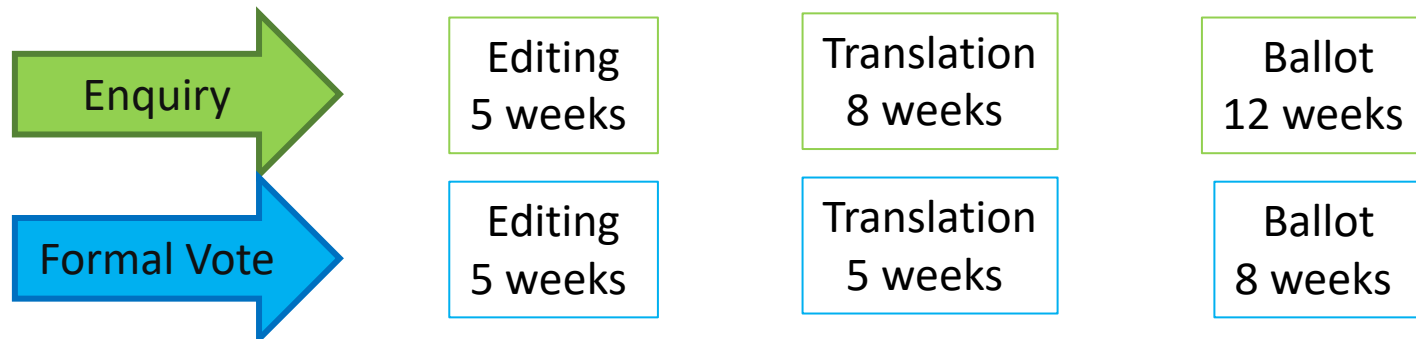 Enquiry
Editing
5 weeks
Translation
8 weeks
Ballot
12 weeks
Formal Vote
Editing
5 weeks
Translation
5 weeks
Ballot
8 weeks